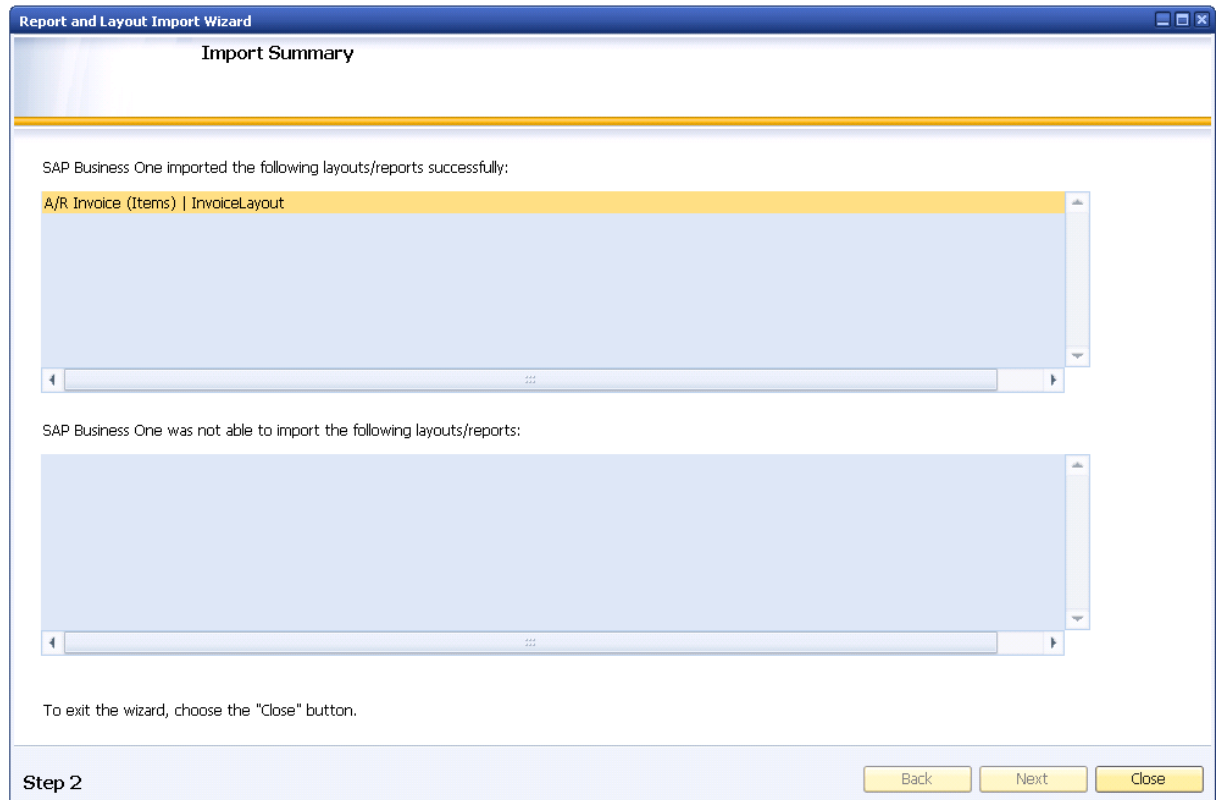 Report and Layout Import Wizard
Import Summary
SAP Business One imported the following layouts/reports successfully:
A/R Invoice (Items) | InvoiceLayout
SAP Business One was not able to import the following layouts/reports:
To exit the wizard, choose the "Close" button.
Step 2
Back
Next
Close